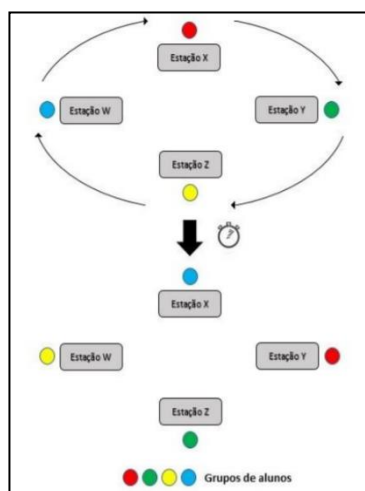 Estação X
Estação W
Estação Y
Estação Z
Estação X
Estação W
Estação Y
Estação Z
Grupos de alunos